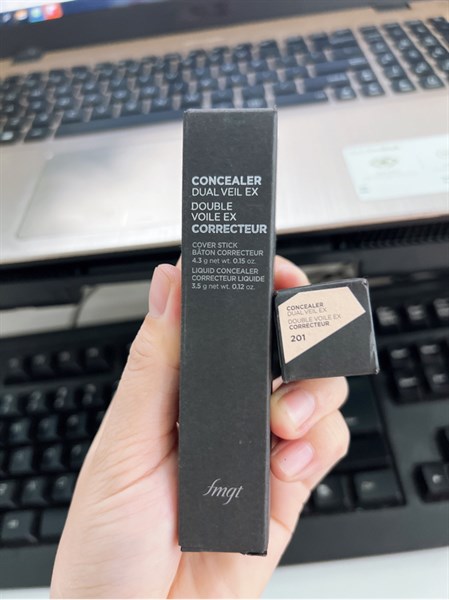 CONCEALER
DUAL VEIL EX
DOUBLE
VOILE EX
CORRECTEUR
COVER STICK
BÂTON CORRECTEUR
4.3 g net wt. 0.15 oz.
LIQUID CONCEALER
CORRECTEUR LIQUIDE
3.5 g net wt. 0.12 oz.
fmgt
CONCEALER
DUAL VEIL EX
DOUBLE VOILE EX
CORRECTEUR
201